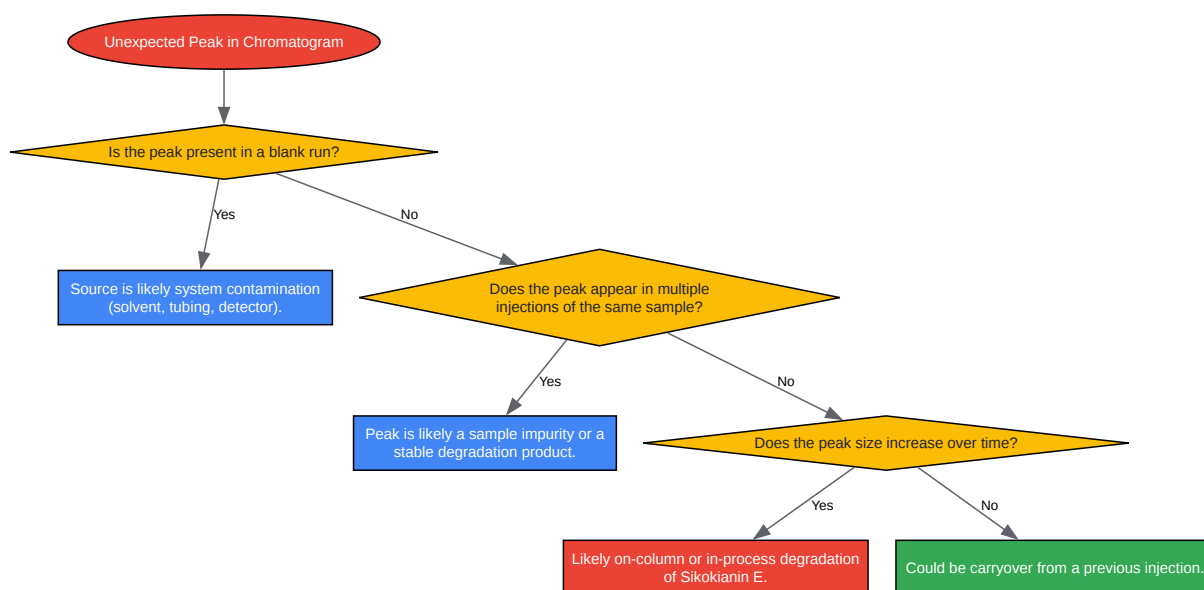 Unexpected Peak in Chromatogram
Is the peak present in a blank run?
Yes
No
Source is likely system contamination
(solvent, tubing, detector).
Does the peak appear in multiple
injections of the same sample?
Yes
No
Peak is likely a sample impurity or a
stable degradation product.
Does the peak size increase over time?
Yes
No
Likely on-column or in-process degradation
of Sikokianin E.
Could be carryover from a previous injection.